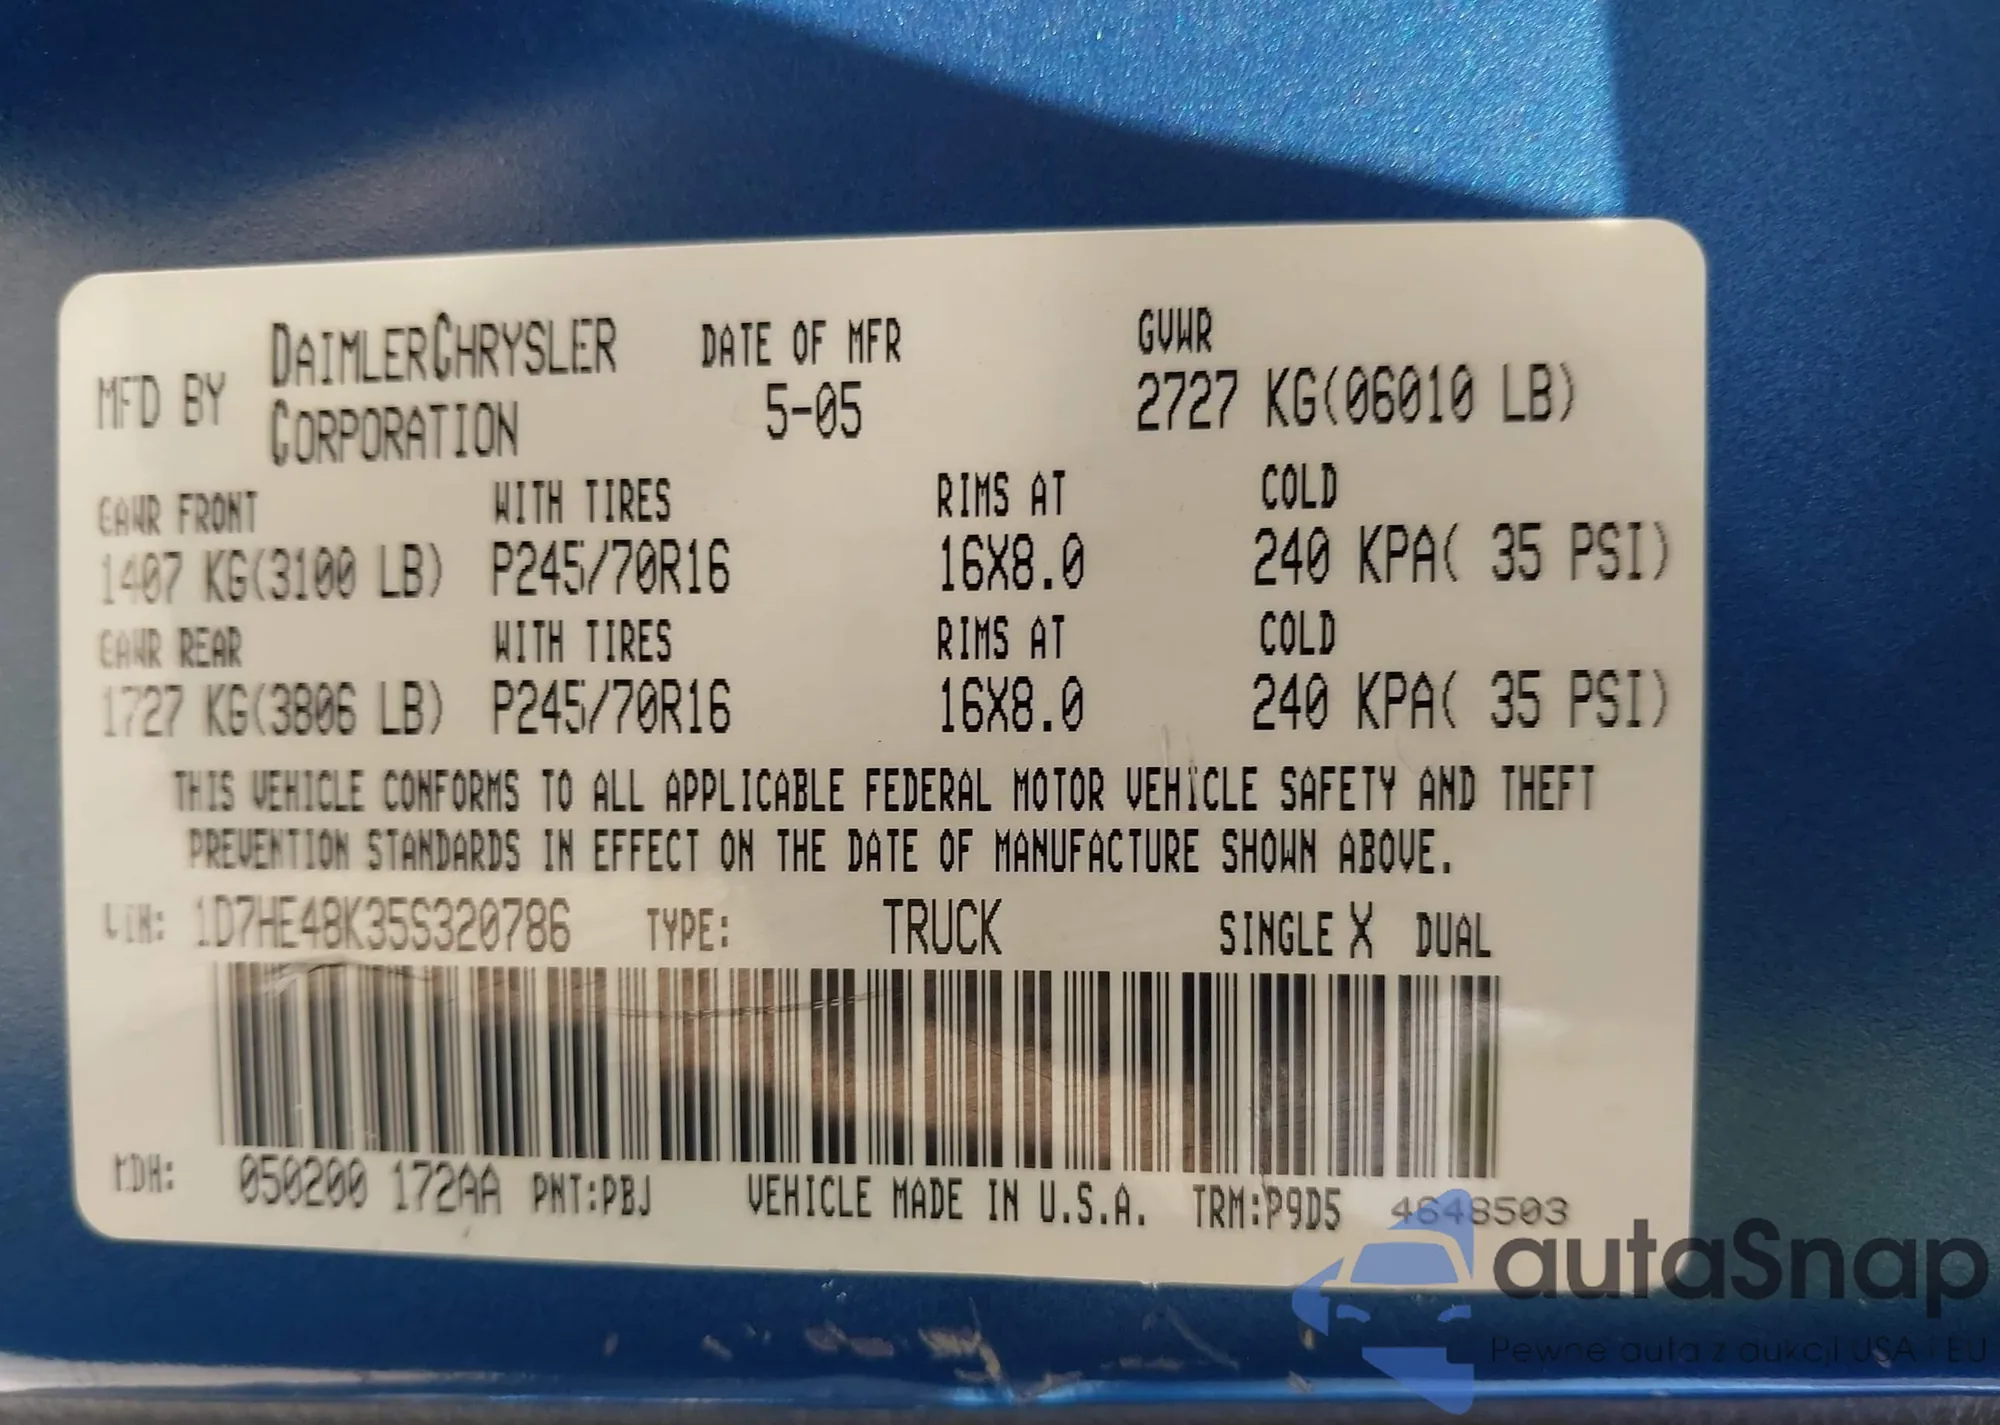 MFD BY DAIMLERCHRYSLER CORPORATION DATE OF MFR 5-05 GVWR 2727 KG(06010 LB)
GAWR FRONT WITH TIRES RIMS AT COLD
1407 KG(3100 LB) P245/70R16 16X8.0 240 KPA( 35 PSI)
GAWR REAR WITH TIRES RIMS AT COLD
1727 KG(3806 LB) P245/70R16 16X8.0 240 KPA( 35 PSI)
THIS VEHICLE CONFORMS TO ALL APPLICABLE FEDERAL MOTOR VEHICLE SAFETY AND THEFT
PREVENTION STANDARDS IN EFFECT ON THE DATE OF MANUFACTURE SHOWN ABOVE.
VIN: 1D7HE48K35S320786 TYPE: TRUCK SINGLE X DUAL
MDH: 050200 172AA PNT:PBJ VEHICLE MADE IN U.S.A. TRM:P9D5 4648503
autaSnap
Pewne auta z aukcji USA i EU